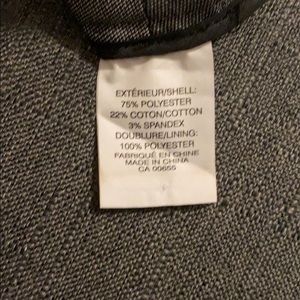 EXTÉRIEUR/SHELL:
75% POLYESTER
22% COTON/COTTON
3% SPANDEX
DOUBLURE/LINING:
100% POLYESTER
FABRIQUÉ EN CHINE
MADE IN CHINA
CA 00655